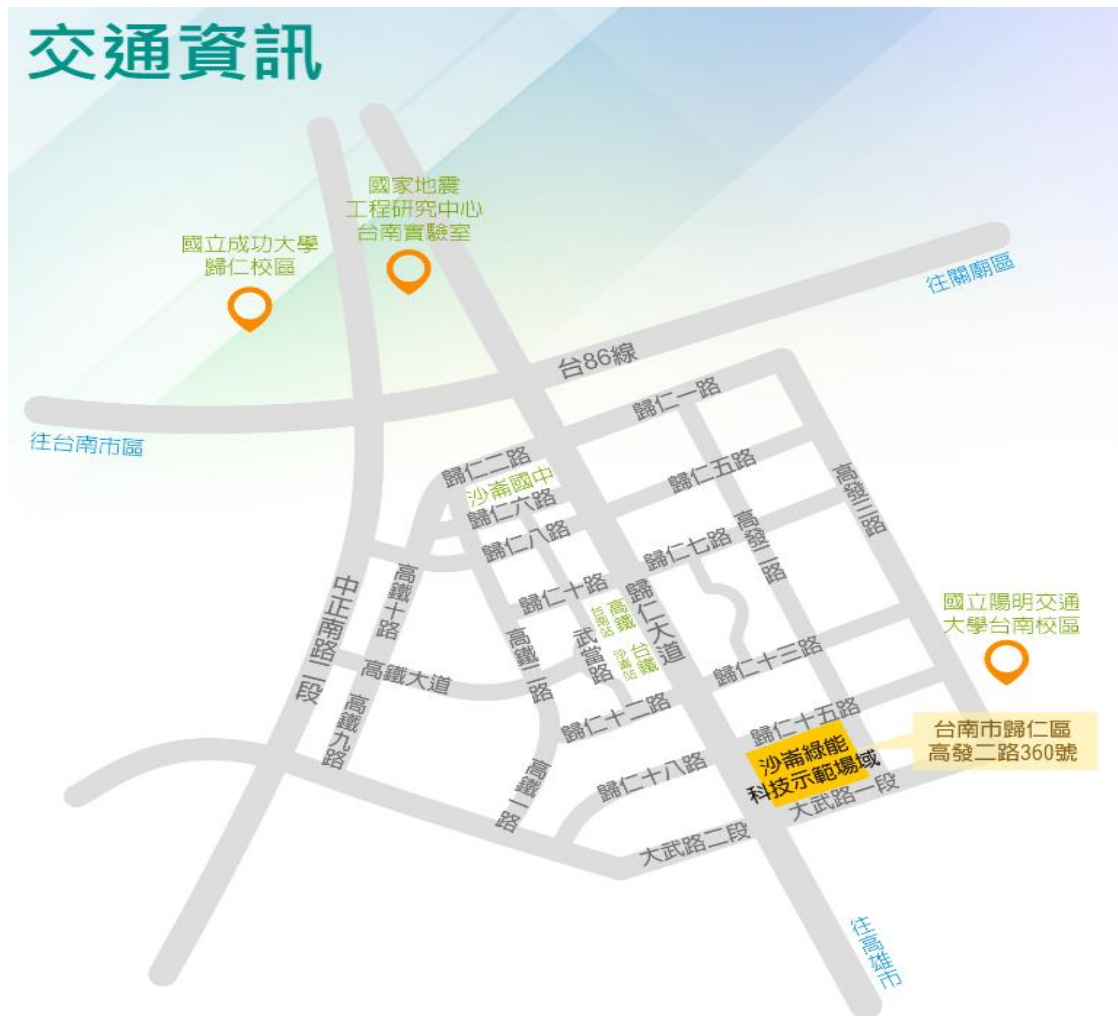 交通資訊
國家地震
工程研究中心
台南實驗室
國立成功大學
歸仁校區
往關廟區
台86線
往台南市區
歸仁一路
歸仁二路
沙崙國中
歸仁六路
歸仁五路
高發三路
歸仁八路
歸仁七路
高發二路
高鐵十路
中正南路二段
歸仁十路
歸仁大道
高鐵
台南站
台鐵
沙崙站
武當路
高鐵二路
國立陽明交通
大學台南校區
歸仁十三路
高鐵大道
高鐵九路
歸仁十二路
歸仁十五路
台南市歸仁區
高發二路360號
沙崙綠能
科技示範場域
歸仁十八路
高鐵一路
大武路一段
大武路二段
往高雄市